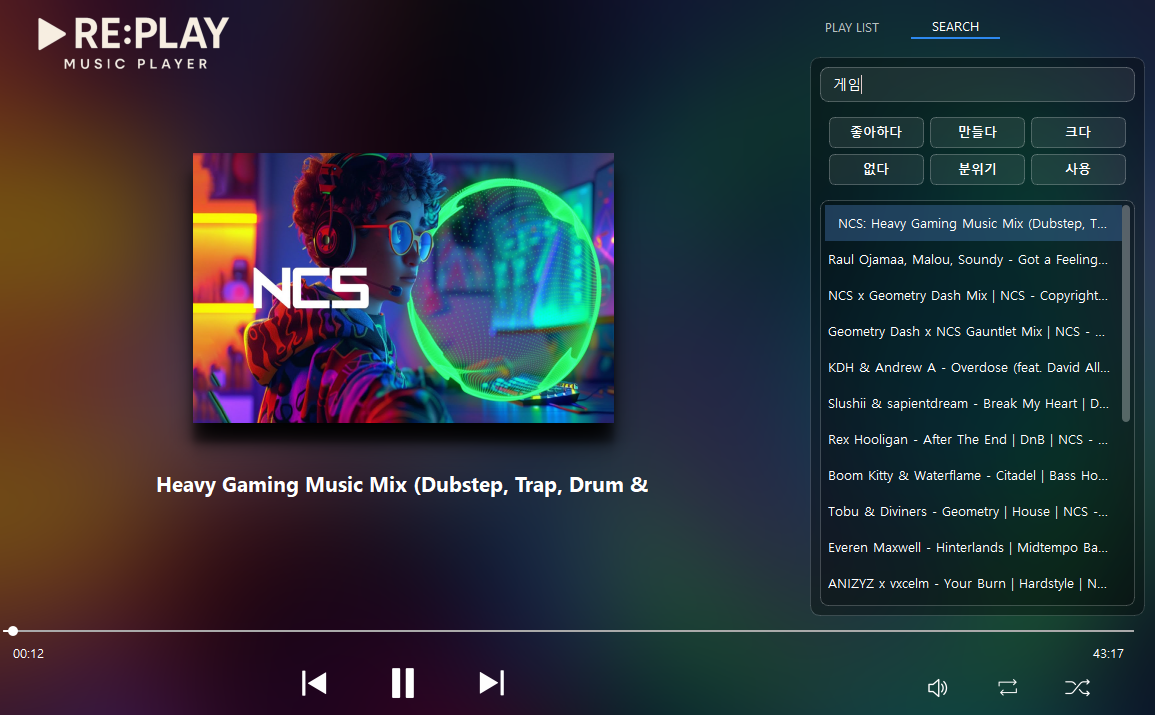 RE:PLAY
MUSIC PLAYER
PLAY LIST
SEARCH
게임
좋아하다
만들다
크다
없다
분위기
사용
NCS
Heavy Gaming Music Mix (Dubstep, Trap, Drum &
NCS: Heavy Gaming Music Mix (Dubstep, T...
Raul Ojamaa, Malou, Soundy - Got a Feeling...
NCS x Geometry Dash Mix | NCS - Copyright...
Geometry Dash x NCS Gauntlet Mix | NCS - ...
KDH & Andrew A - Overdose (feat. David All...
Slushii & sapientdream - Break My Heart | D...
Rex Hooligan - After The End | DnB | NCS - ...
Boom Kitty & Waterflame - Citadel | Bass Ho...
Tobu & Diviners - Geometry | House | NCS -...
Everen Maxwell - Hinterlands | Midtempo Ba...
ANIZYZ x vxcelm - Your Burn | Hardstyle | N...
00:12
43:17